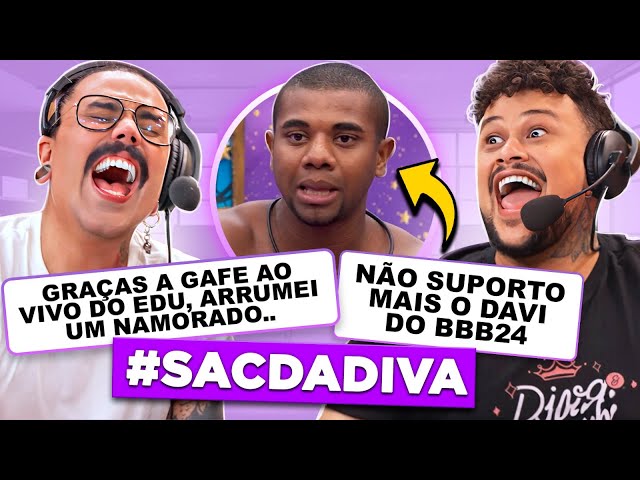 GRAÇAS A GAFE AO
VIVO DO EDU, ARRUMEI
UM NAMORADO..
NÃO SUPORTO
MAIS O DAVI
DO BBB24
#SACDADIVA